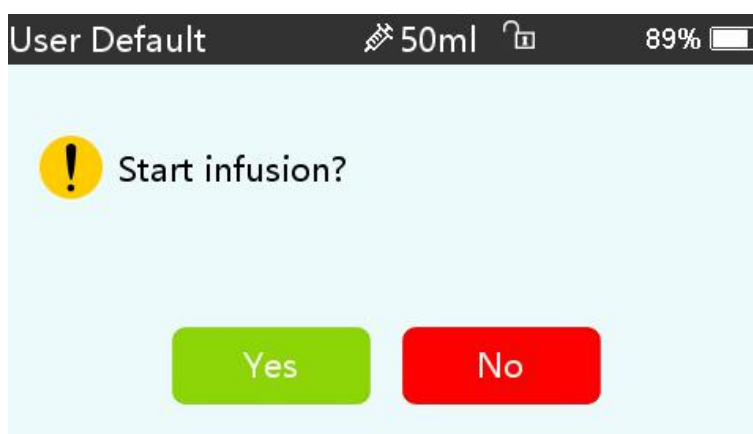 User Default 50ml 89%
Start infusion?
Yes No